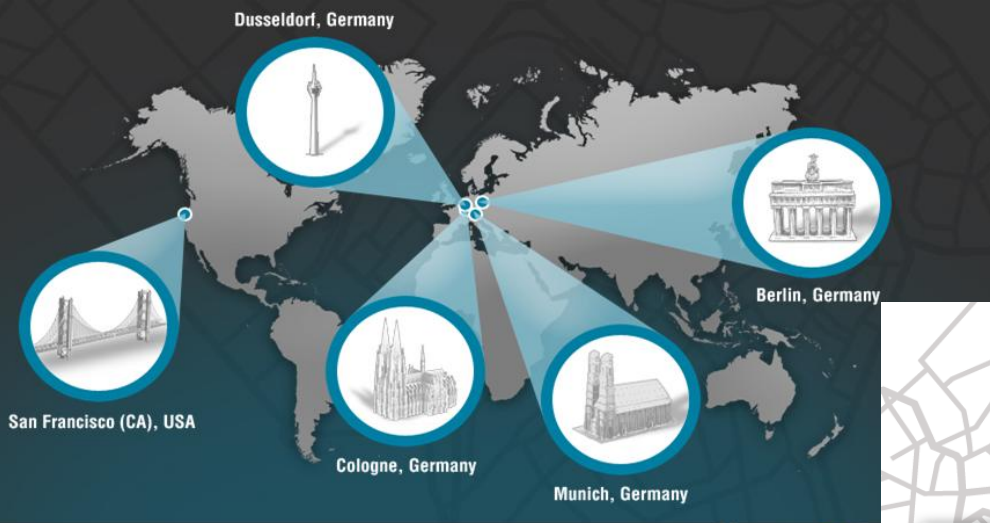 Dusseldorf, Germany
Berlin, Germany
San Francisco (CA), USA
Cologne, Germany
Munich, Germany